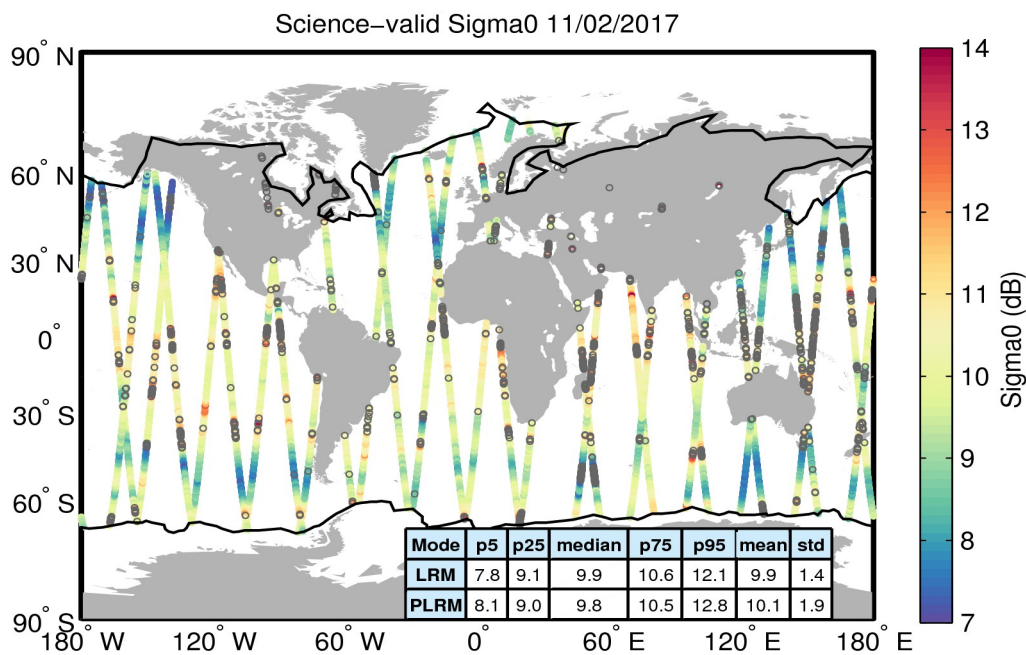 Science−valid Sigma0 11/02/2017
90° N
60° N
30° N
0°
30° S
60° S
90° S
180° W
120° W
60° W
0°
60° E
120° E
180° E
14
13
12
11
10
9
8
7
Sigma0 (dB)
Mode p5 p25 median p75 p95 mean std
LRM 7.8 9.1 9.9 10.6 12.1 9.9 1.4
PLRM 8.1 9.0 9.8 10.5 12.8 10.1 1.9